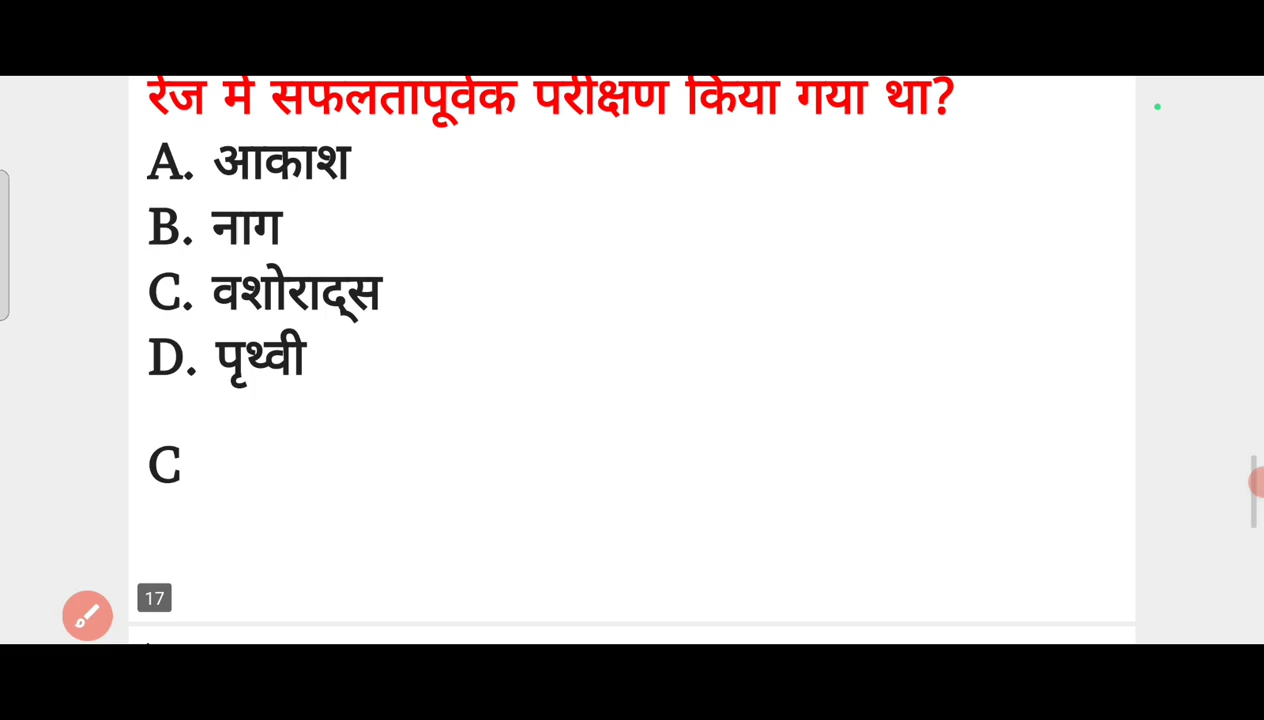 रेंज में सफलतापूर्वक परीक्षण किया गया था?
A. आकाश
B. नाग
C. वशोराद्स
D. पृथ्वी
C
17